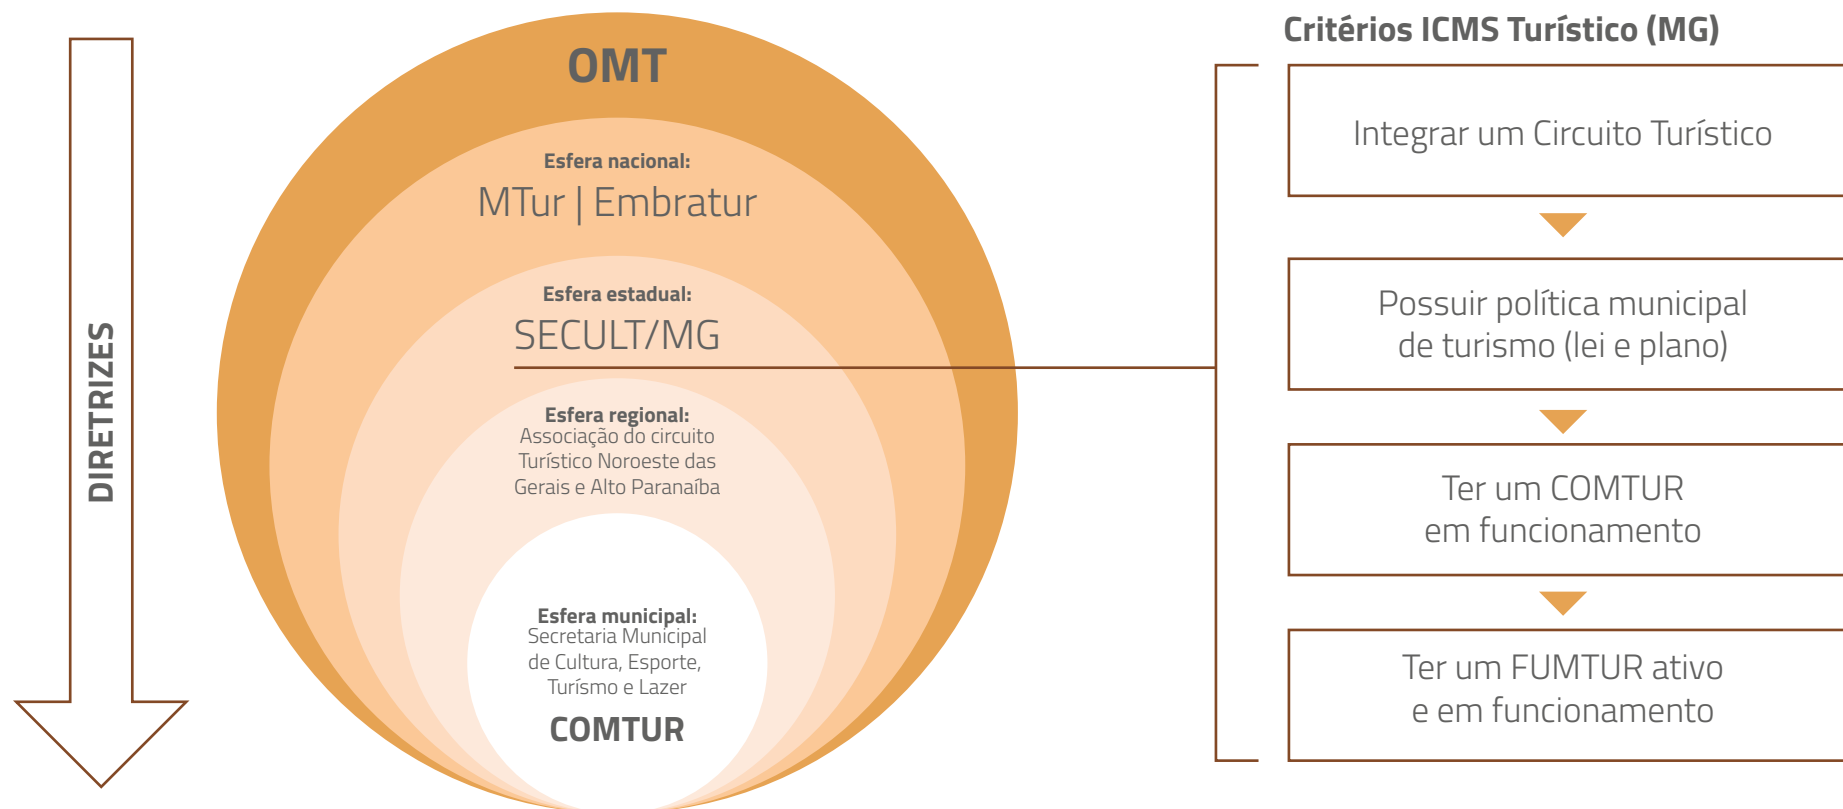 DIRETRIZES
OMT
Esfera nacional:
MTur | Embratur
Esfera estadual:
SECULT/MG
Esfera regional:
Associação do circuito
Turístico Noroeste das
Gerais e Alto Paranaíba
Esfera municipal:
Secretaria Municipal
de Cultura, Esporte,
Turísmo e Lazer
COMTUR
Critérios ICMS Turístico (MG)
Integrar um Circuito Turístico
Possuir política municipal
de turismo (lei e plano)
Ter um COMTUR
em funcionamento
Ter um FUMTUR ativo
e em funcionamento